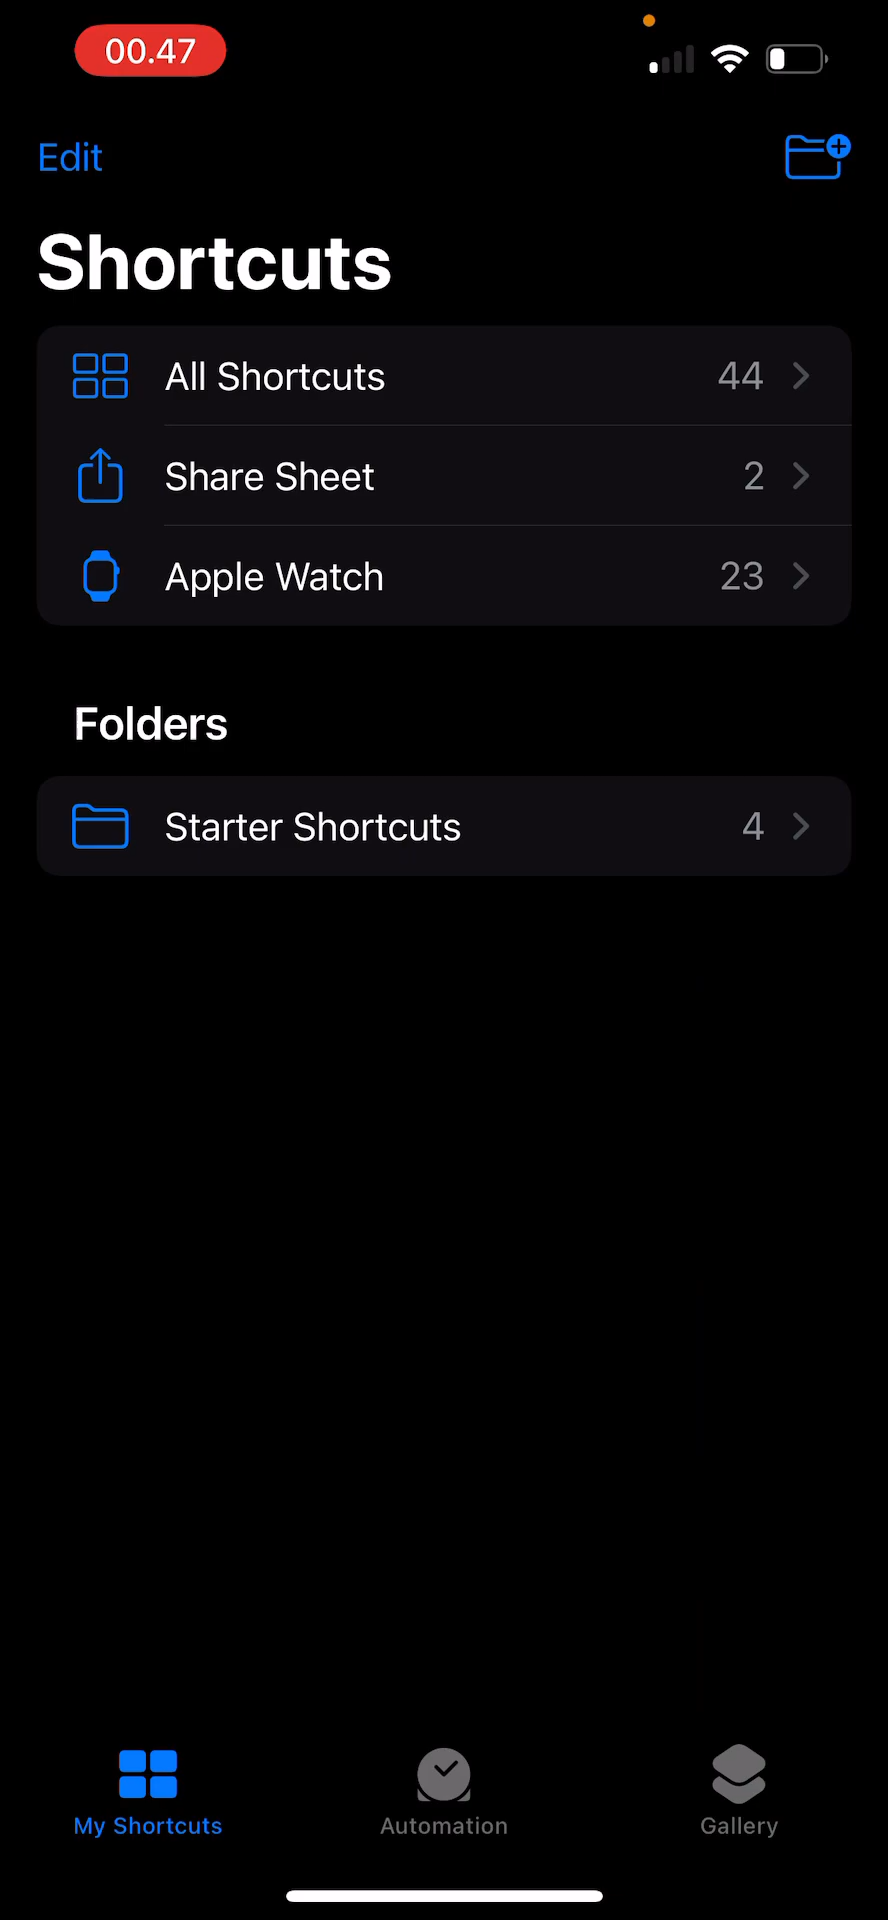 00.47
Edit
Shortcuts
All Shortcuts 44
Share Sheet 2
Apple Watch 23
Folders
Starter Shortcuts 4
My Shortcuts Automation Gallery